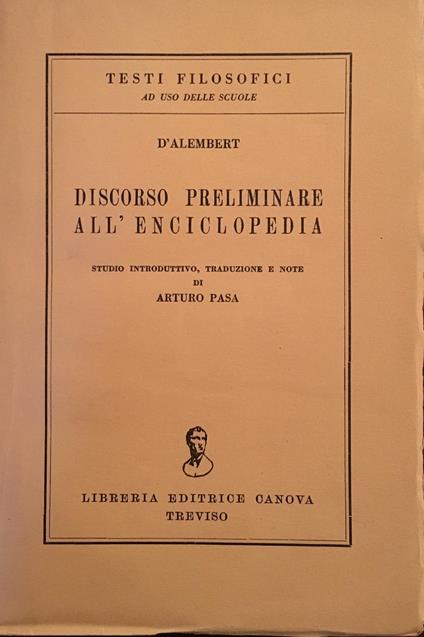 TESTI FILOSOFICI
AD USO DELLE SCUOLE
D'ALEMBERT
DISCORSO PRELIMINARE
ALL'ENCICLOPEDIA
STUDIO INTRODUTTIVO, TRADUZIONE E NOTE
DI
ARTURO PASA
LIBRERIA EDITRICE CANOVA
TREVISO